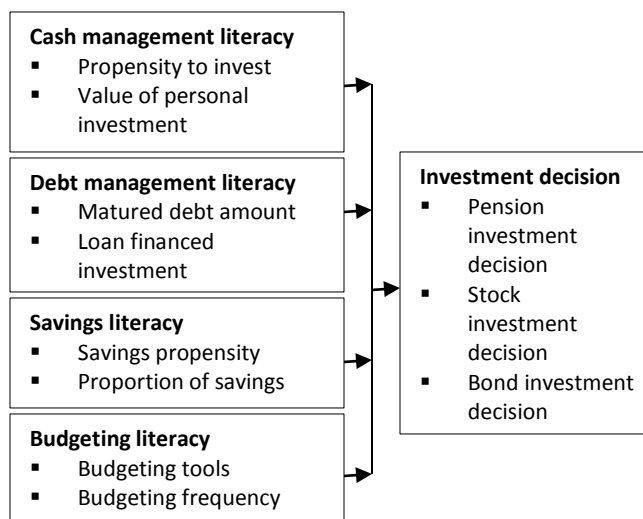 Cash management literacy
▪ Propensity to invest
▪ Value of personal
investment
Debt management literacy
▪ Matured debt amount
▪ Loan financed
investment
Savings literacy
▪ Savings propensity
▪ Proportion of savings
Budgeting literacy
▪ Budgeting tools
▪ Budgeting frequency
Investment decision
▪ Pension
investment
decision
▪ Stock
investment
decision
▪ Bond investment
decision